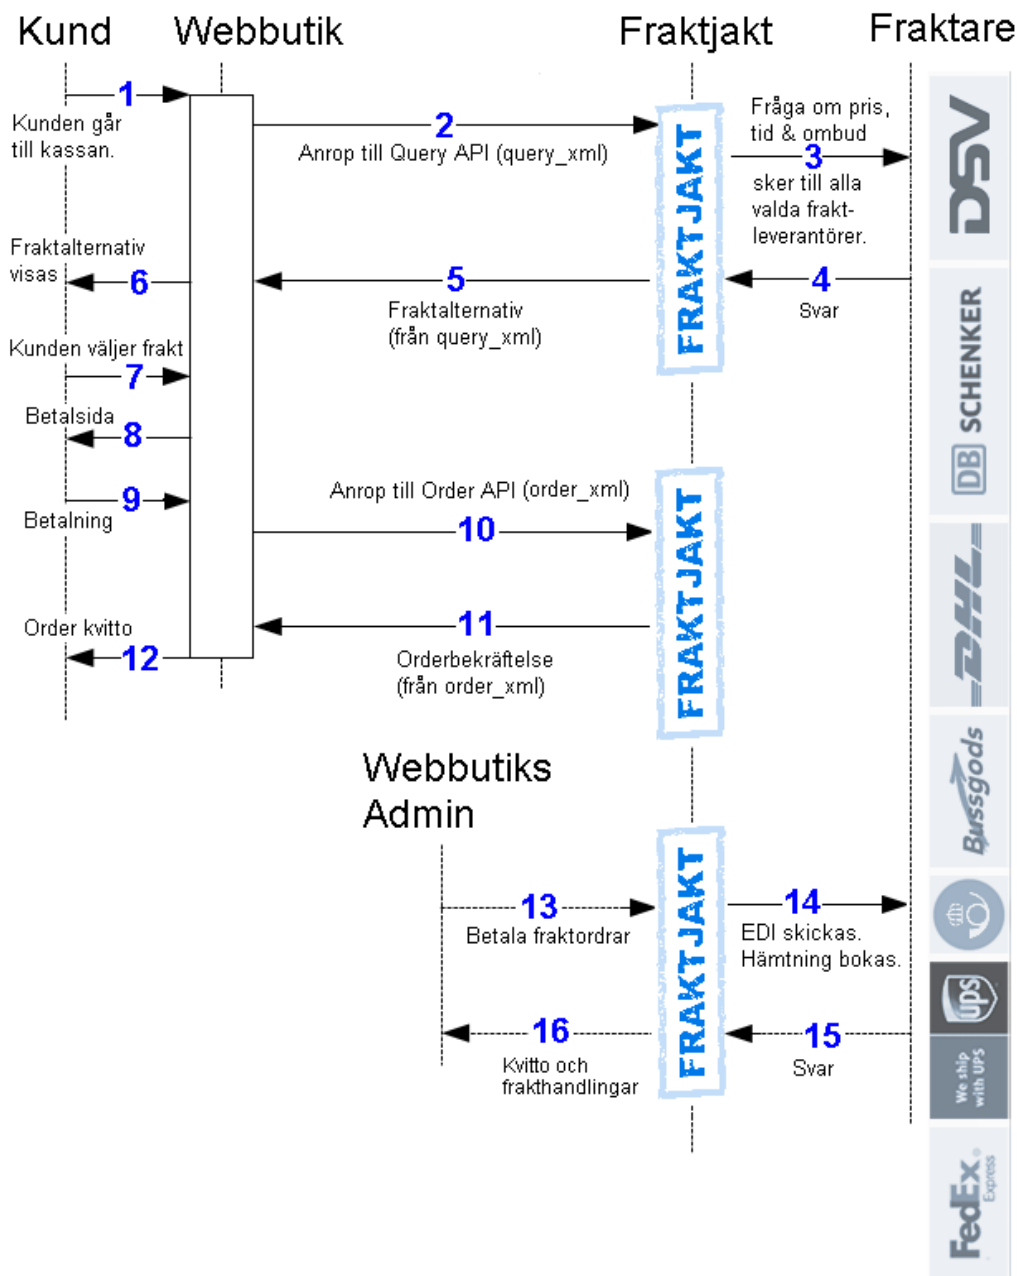 Kund
Webbutik
Fraktjakt
Fraktare
1
Kunden går
till kassan.
2
Anrop till Query API (query_xml)
Fråga om pris,
tid & ombud
3
sker till alla
valda frakt-
leverantörer.
FRAKTJAKT
Fraktalternativ
visas
6
5
Fraktalternativ
(från query_xml)
4
Svar
Kunden väljer frakt
7
Betalsida
8
9
Betalning
Anrop till Order API (order_xml)
10
FRAKTJAKT
11
Orderbekräftelse
(från order_xml)
Order kvitto
12
Webbutiks
Admin
13
Betala fraktordrar
FRAKTJAKT
14
EDI skickas.
Hämtning bokas.
16
Kvitto och
frakthandlingar
15
Svar
DSV
DB SCHENKER
DHL
Bussgods
ups
We ship
with UPS
FedEx
Express